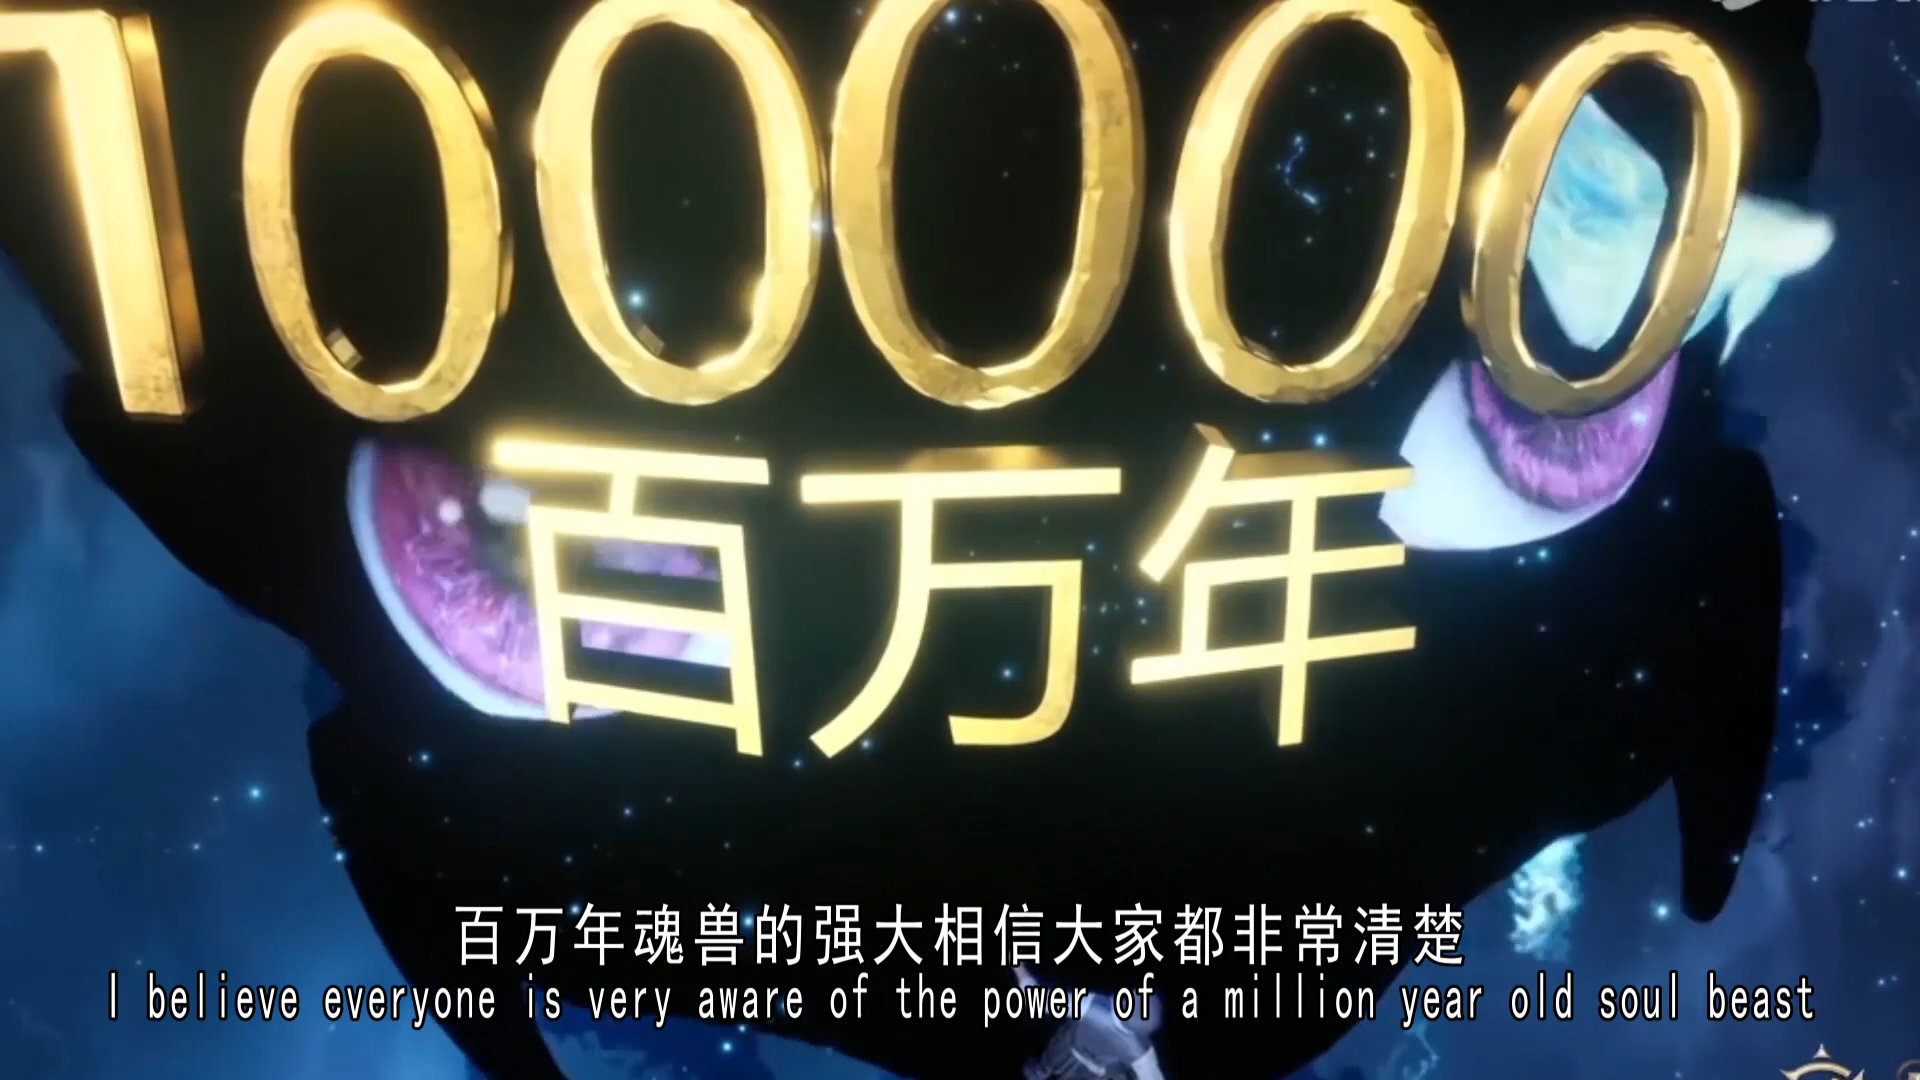 100000
百万年
百万年魂兽的强大相信大家都非常清楚
I believe everyone is very aware of the power of a million year old soul beast